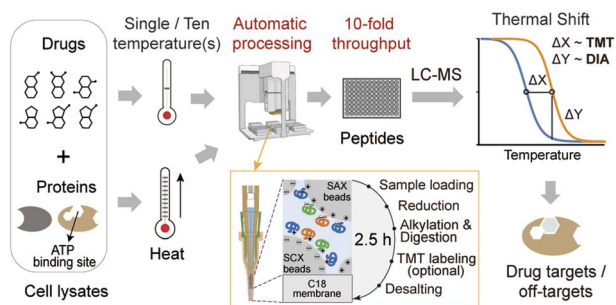 Drugs
+
Proteins
ATP
binding site
Cell lysates
Single / Ten
temperature(s)
Heat
Automatic
processing
10-fold
throughput
Peptides
LC-MS
Thermal Shift
ΔX ~ TMT
ΔY ~ DIA
ΔX
ΔY
Temperature
SAX
beads
SCX
beads
C18
membrane
2.5 h
Sample loading
Reduction
Alkylation &
Digestion
TMT labeling
(optional)
Desalting
Drug targets /
off-targets